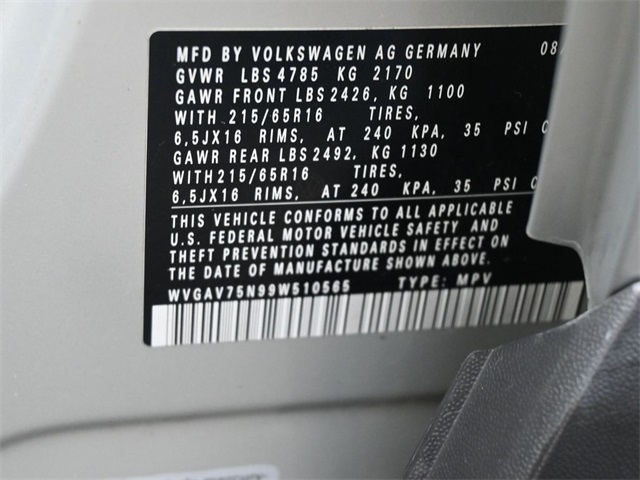 MFD BY VOLKSWAGEN AG GERMANY 08/
GVWR LBS 4785 KG 2170
GAWR FRONT LBS 2426, KG 1100
WITH 215/65R16 TIRES,
6,5JX16 RIMS, AT 240 KPA, 35 PSI C
GAWR REAR LBS 2492, KG 1130
WITH 215/65R16 TIRES,
6,5JX16 RIMS, AT 240 KPA, 35 PSI C
THIS VEHICLE CONFORMS TO ALL APPLICABLE
U.S. FEDERAL MOTOR VEHICLE SAFETY AND
THEFT PREVENTION STANDARDS IN EFFECT ON
THE DATE OF MANUFACTURE SHOWN ABOVE.
WVGAV75N99W510565 TYPE: MPV